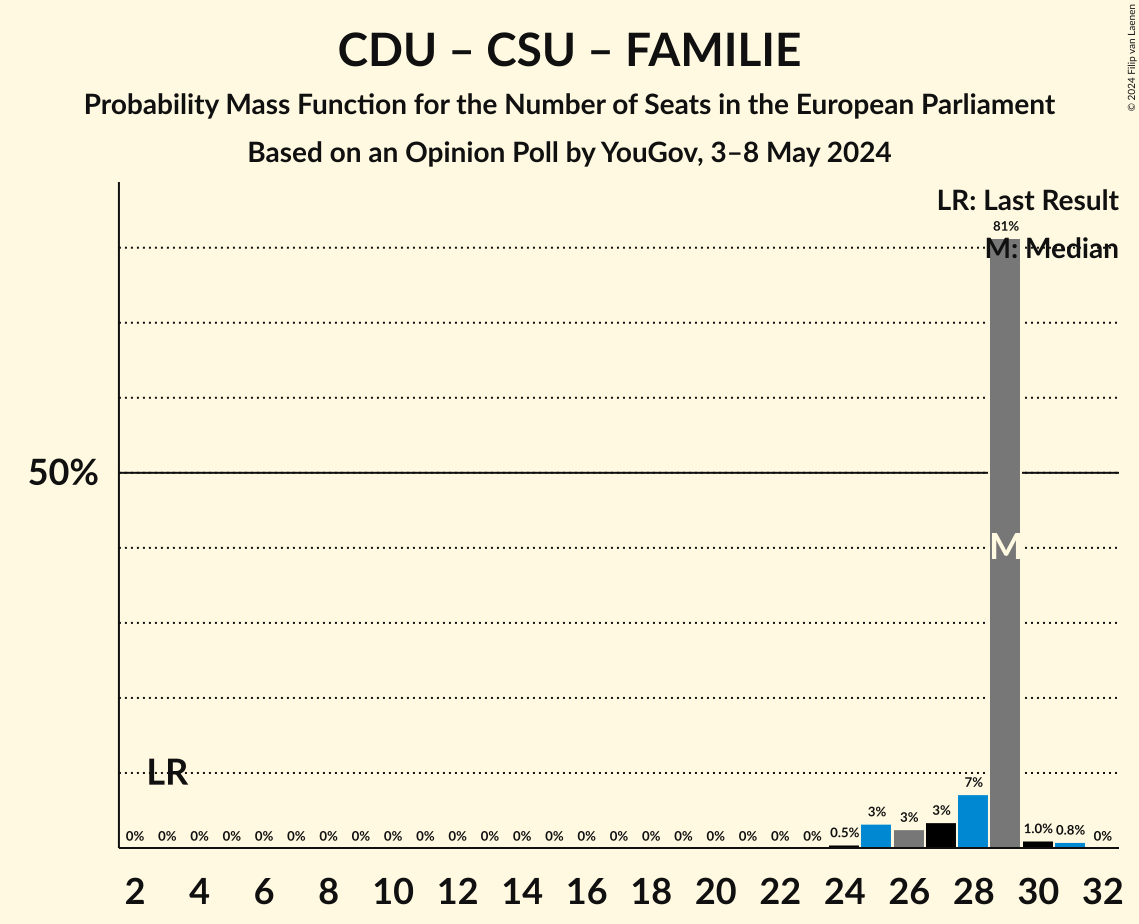 © 2024 Filip van Laenen
CDU – CSU – FAMILIE
Probability Mass Function for the Number of Seats in the European Parliament
Based on an Opinion Poll by YouGov, 3–8 May 2024
LR: Last Result
81%
M: Median
50%
M
LR
0% 0% 0% 0% 0% 0% 0% 0% 0% 0% 0% 0% 0% 0% 0% 0% 0% 0% 0% 0% 0% 0% 0.5% 3% 3% 3% 7% 1.0% 0.8% 0%
2 4 6 8 10 12 14 16 18 20 22 24 26 28 30 32